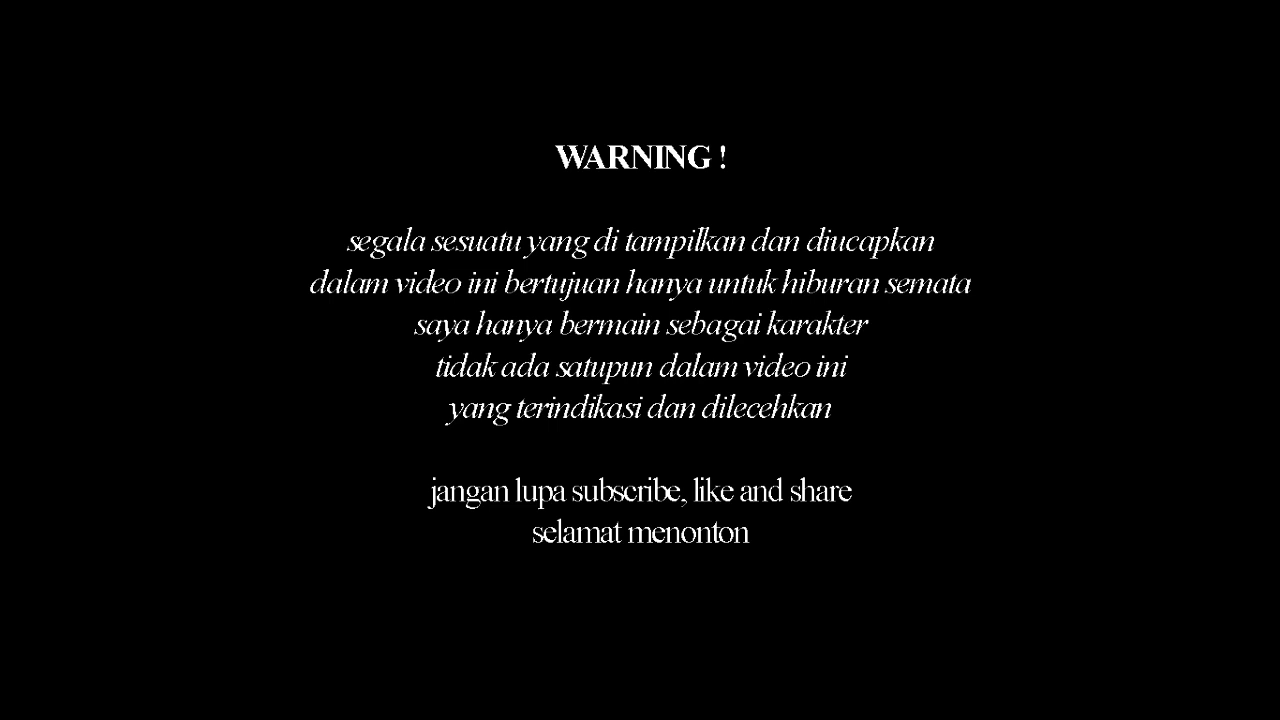 WARNING !
segala sesuatu yang di tampilkan dan diucapkan
dalam video ini bertujuan hanya untuk hiburan semata
saya hanya bermain sebagai karakter
tidak ada satupun dalam video ini
yang terindikasi dan dilecehkan
jangan lupa subscribe, like and share
selamat menonton